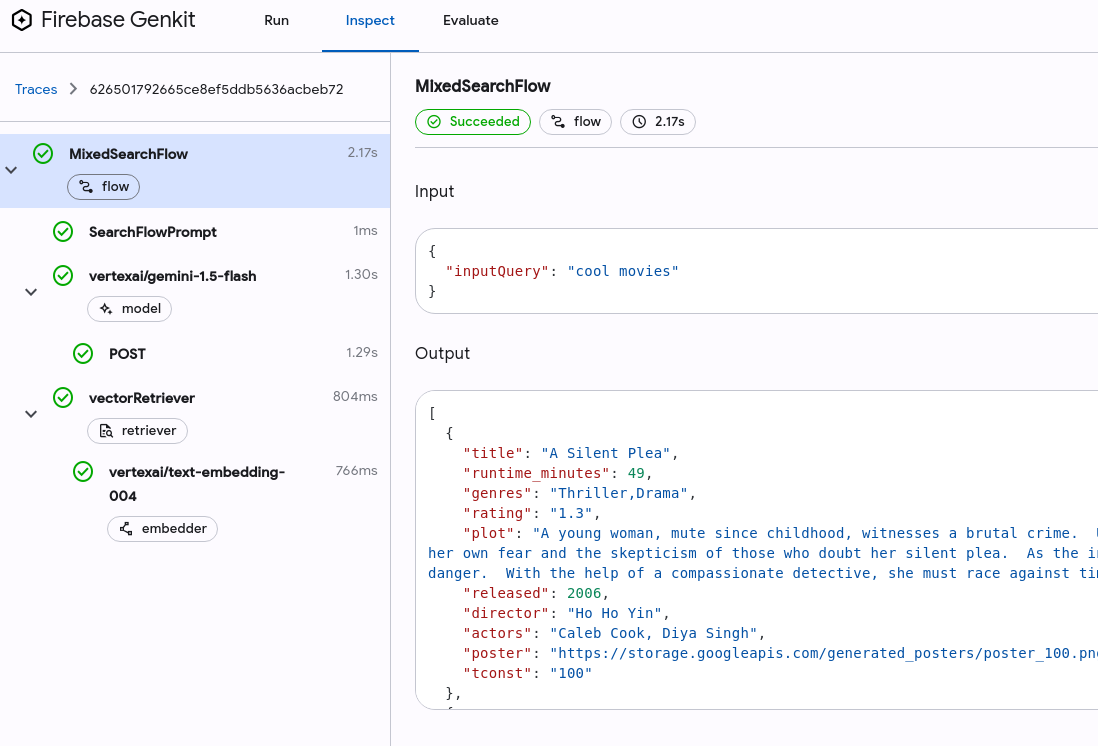 Firebase Genkit
Run
Inspect
Evaluate
Traces
626501792665ce8ef5ddb5636acbeb72
MixedSearchFlow
2.17s
flow
SearchFlowPrompt
1ms
vertexai/gemini-1.5-flash
1.30s
model
POST
1.29s
vectorRetriever
804ms
retriever
vertexai/text-embedding-
004
766ms
embedder
MixedSearchFlow
Succeeded
flow
2.17s
Input
{
"inputQuery": "cool movies"
}
Output
[
{
"title": "A Silent Plea",
"runtime_minutes": 49,
"genres": "Thriller,Drama",
"rating": "1.3",
"plot": "A young woman, mute since childhood, witnesses a brutal crime.
her own fear and the skepticism of those who doubt her silent plea.  As the
danger.  With the help of a compassionate detective, she must race against
"released": 2006,
"director": "Ho Ho Yin",
"actors": "Caleb Cook, Diya Singh",
"poster": "https://storage.googleapis.com/generated_posters/poster_100.pn
"tconst": "100"
},